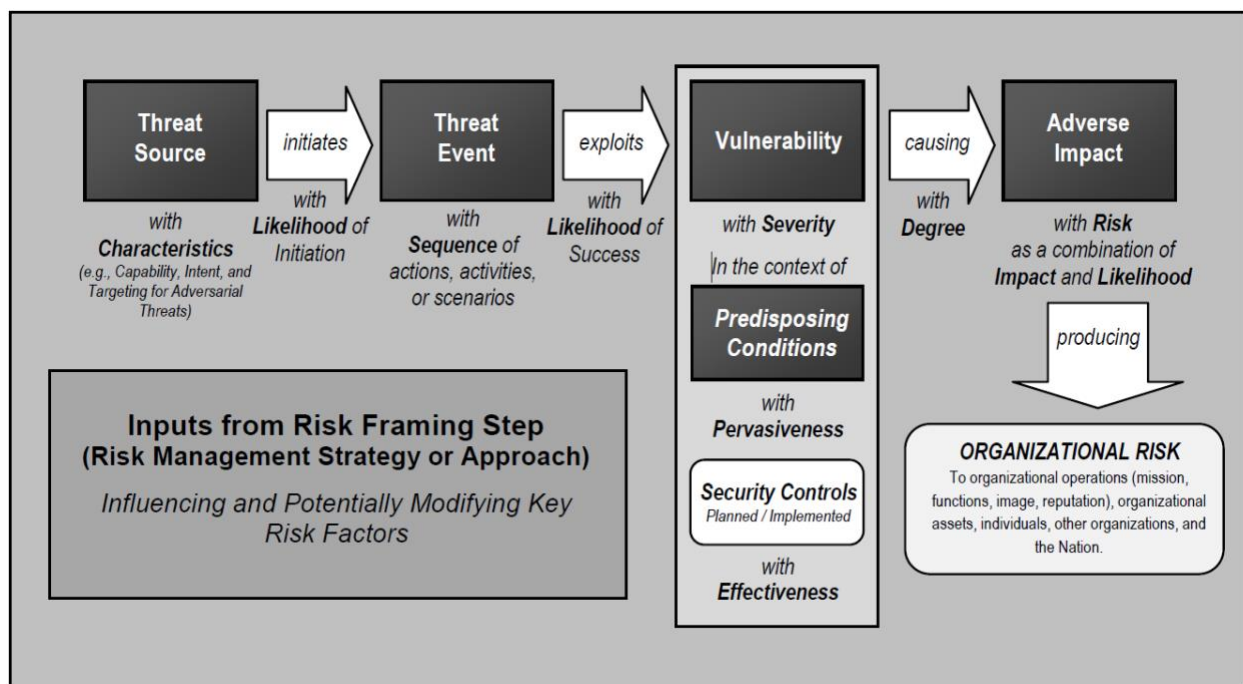 Threat
Source
initiates
Threat
Event
exploits
Vulnerability
causing
Adverse
Impact
with
Characteristics
(e.g., Capability, Intent, and
Targeting for Adversarial
Threats)
with
Likelihood of
Initiation
with
Sequence of
actions, activities,
or scenarios
with
Likelihood of
Success
with Severity
In the context of
Predisposing
Conditions
with
Pervasiveness
Security Controls
Planned / Implemented
with
Effectiveness
with
Degree
with Risk
as a combination of
Impact and Likelihood
producing
ORGANIZATIONAL RISK
To organizational operations (mission,
functions, image, reputation), organizational
assets, individuals, other organizations, and
the Nation.
Inputs from Risk Framing Step
(Risk Management Strategy or Approach)
Influencing and Potentially Modifying Key
Risk Factors